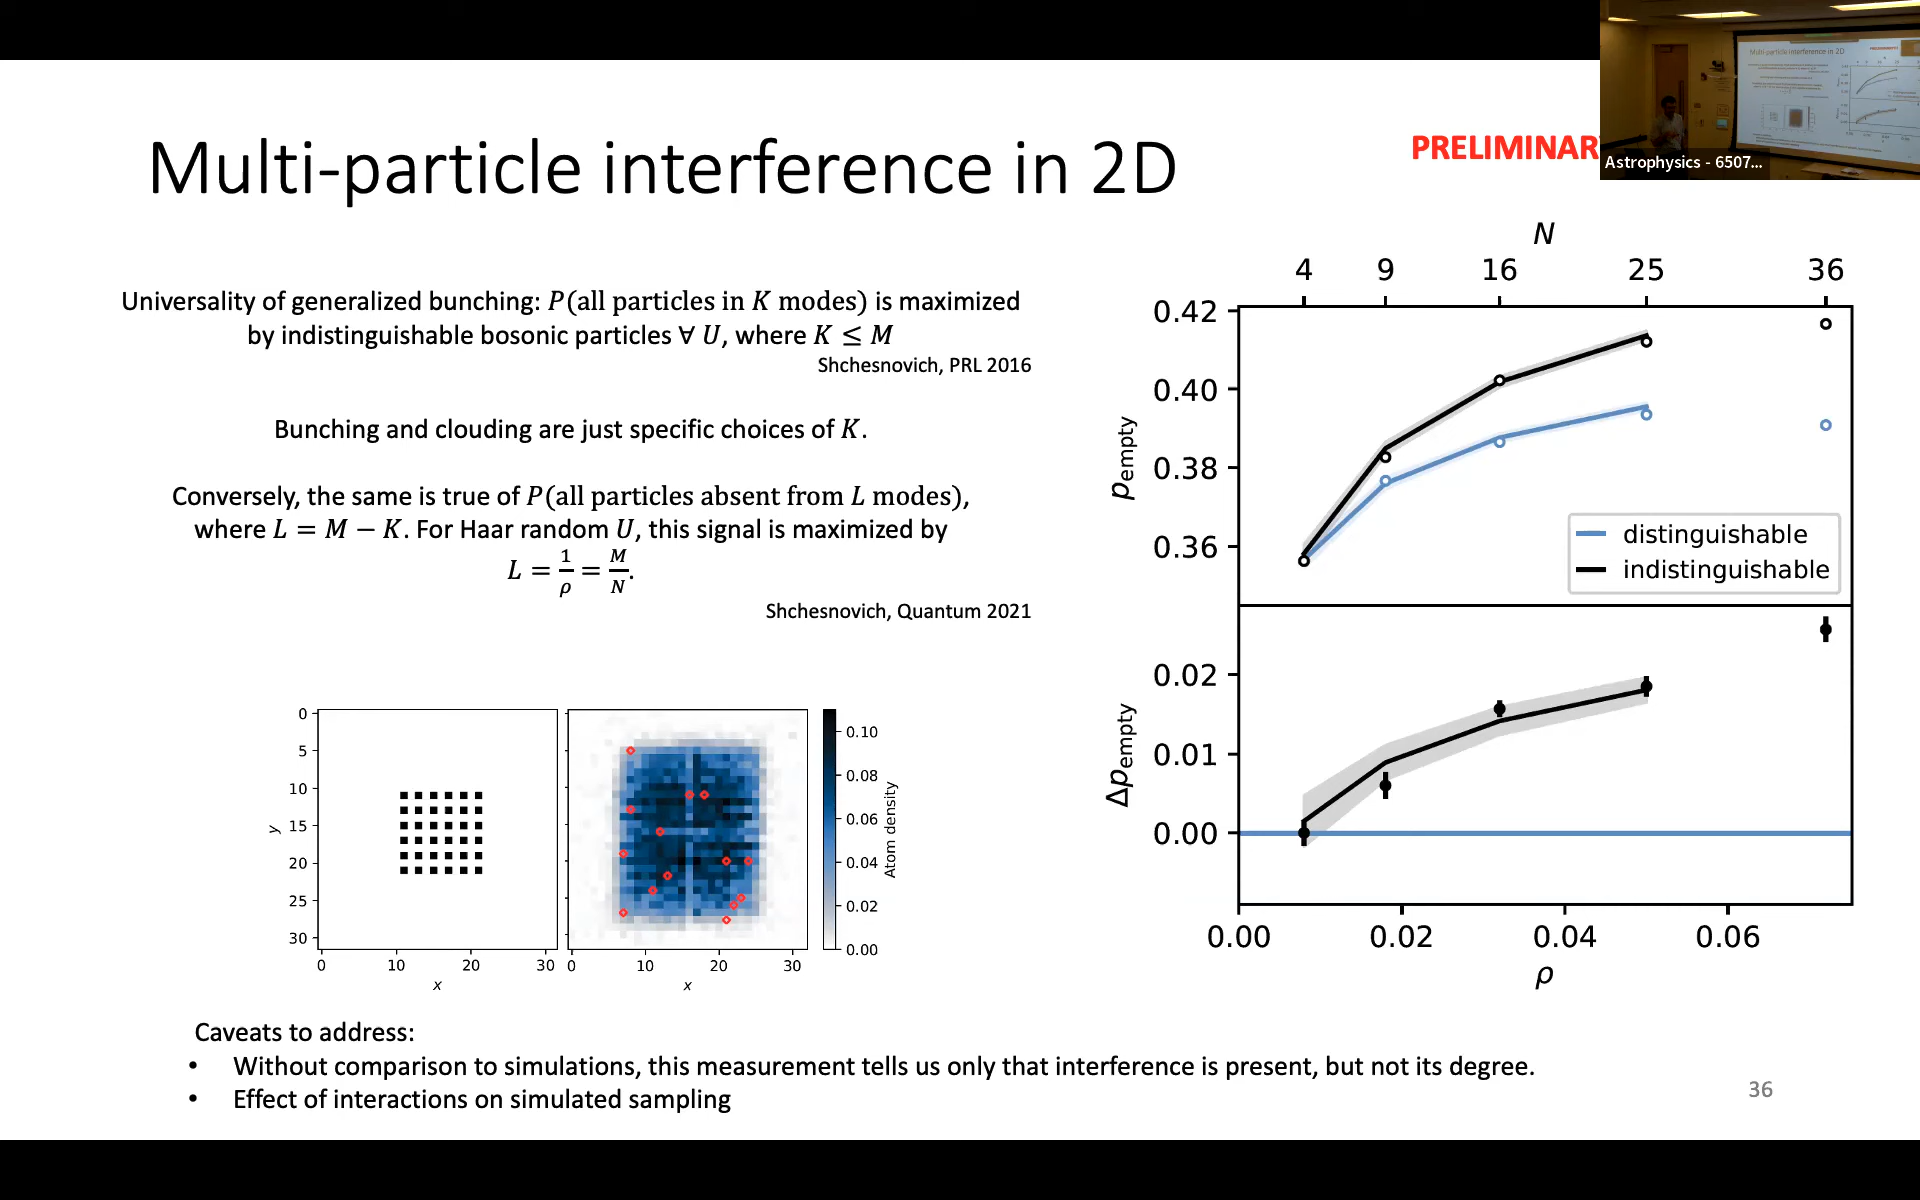 Multi-particle interference in 2D
PRELIMINAR
Astrophysics - 6507...
Universality of generalized bunching: P(all particles in K modes) is maximized
by indistinguishable bosonic particles ∀ U, where K ≤ M
Shchesnovich, PRL 2016
Bunching and clouding are just specific choices of K.
Conversely, the same is true of P(all particles absent from L modes),
where L = M − K. For Haar random U, this signal is maximized by
L = 1/ρ = M/N.
Shchesnovich, Quantum 2021
0
5
10
15
20
25
30
y
0 10 20 30
x
0 10 20 30
x
0.10
0.08
0.06
0.04
0.02
0.00
Atom density
N
4 9 16 25 36
0.42
0.40
0.38
0.36
p_empty
distinguishable
indistinguishable
0.02
0.01
0.00
Δp_empty
0.00 0.02 0.04 0.06
ρ
Caveats to address:
• Without comparison to simulations, this measurement tells us only that interference is present, but not its degree.
• Effect of interactions on simulated sampling
36